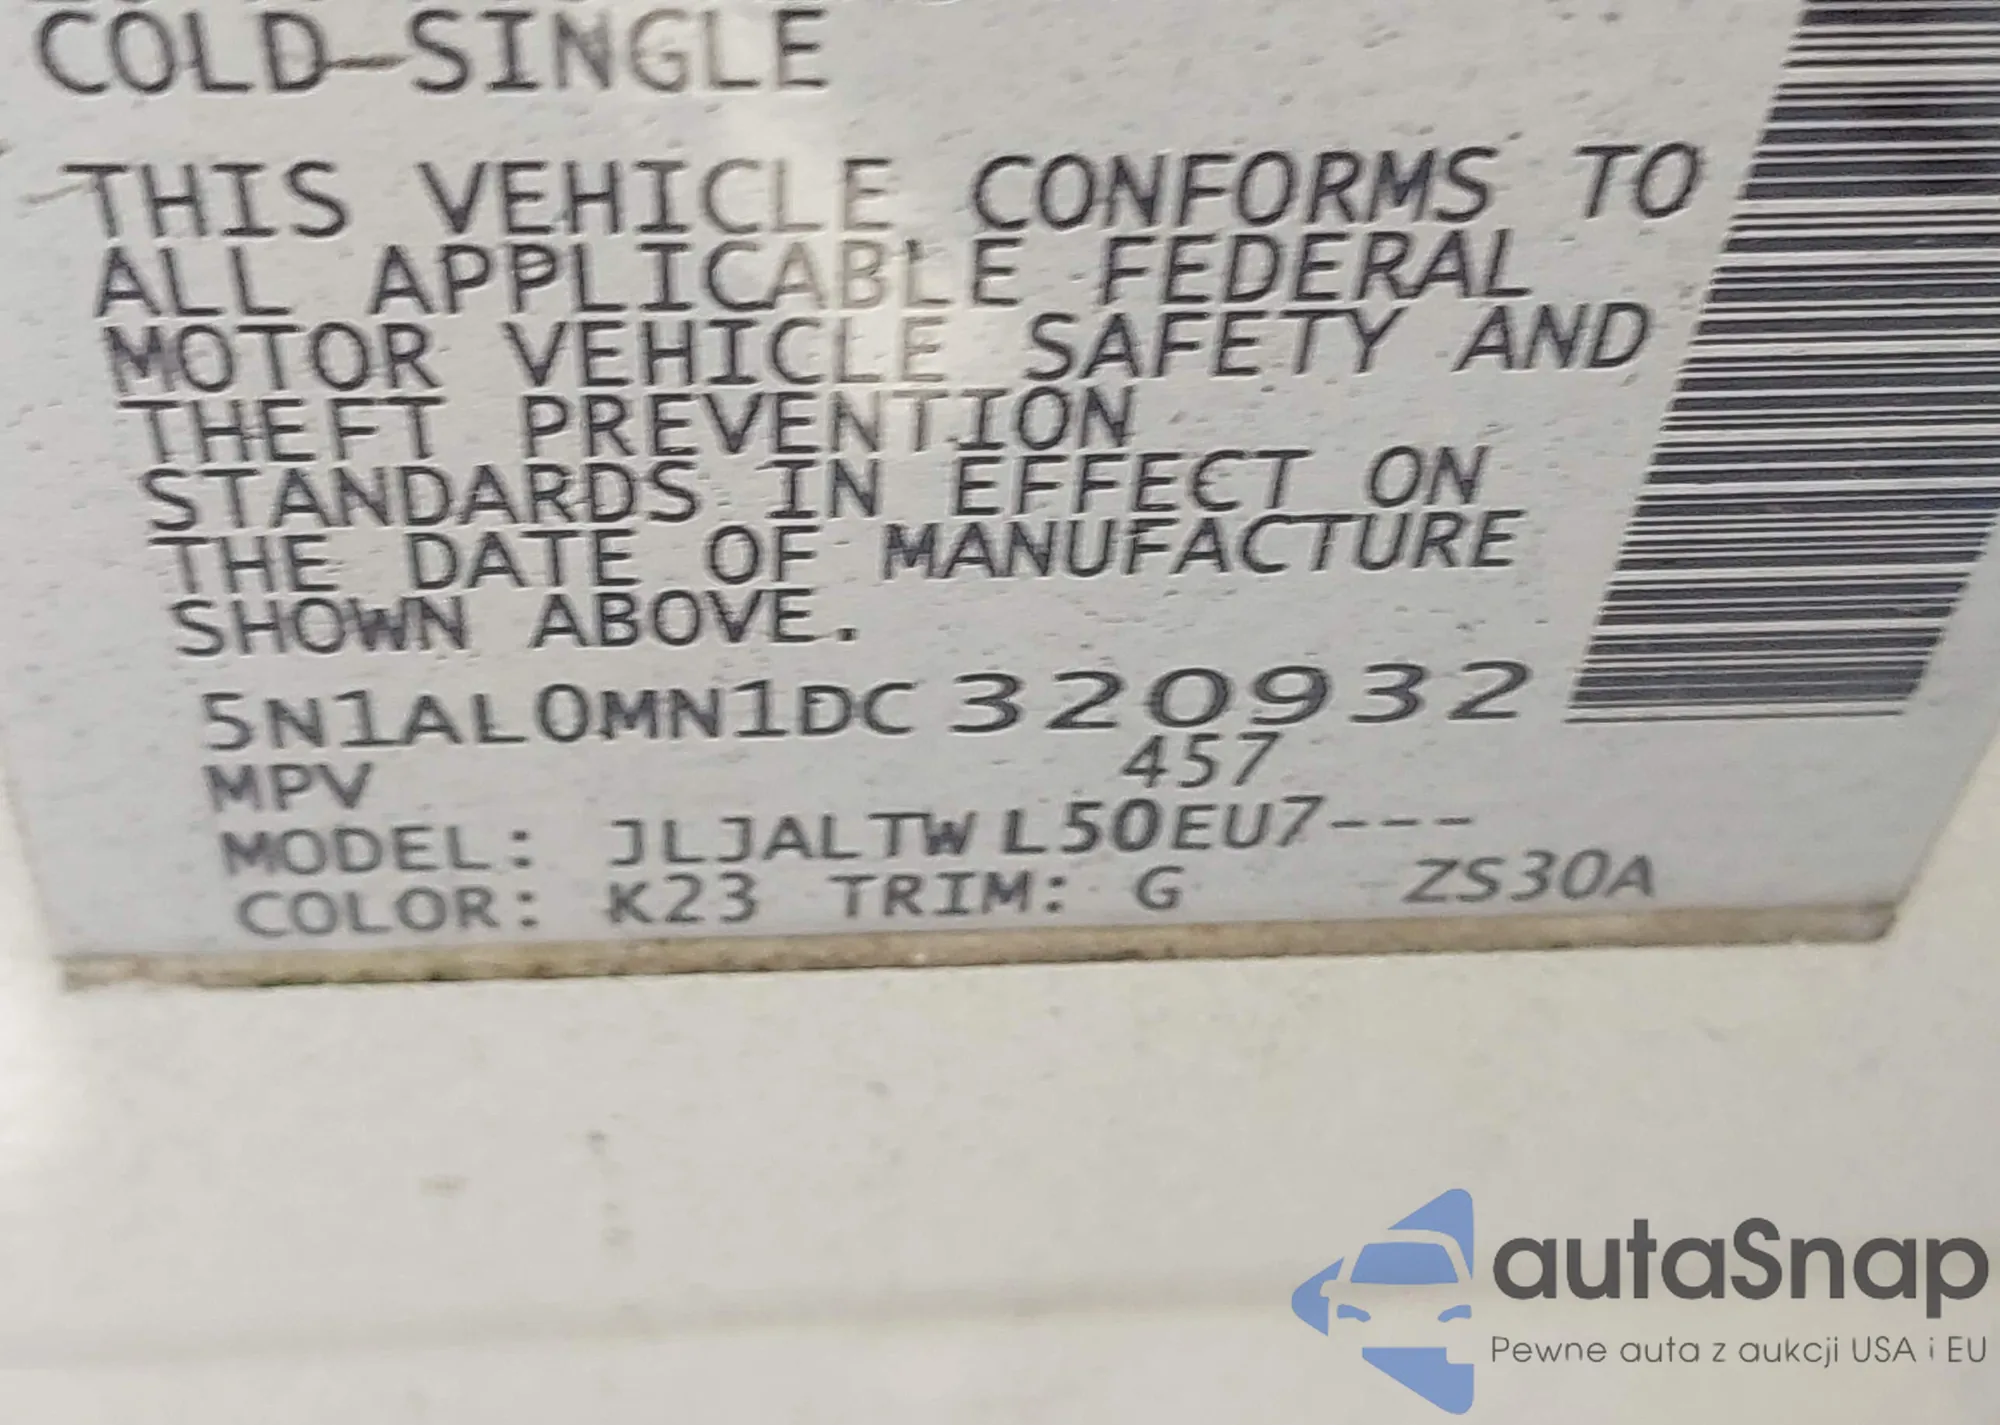 COLD-SINGLE
THIS VEHICLE CONFORMS TO
ALL APPLICABLE FEDERAL
MOTOR VEHICLE SAFETY AND
THEFT PREVENTION
STANDARDS IN EFFECT ON
THE DATE OF MANUFACTURE
SHOWN ABOVE.
5N1AL0MN1DC320932
MPV 457
MODEL: JLJALTWL50EU7---
COLOR: K23 TRIM: G ZS30A
autaSnap
Pewne auta z aukcji USA i EU